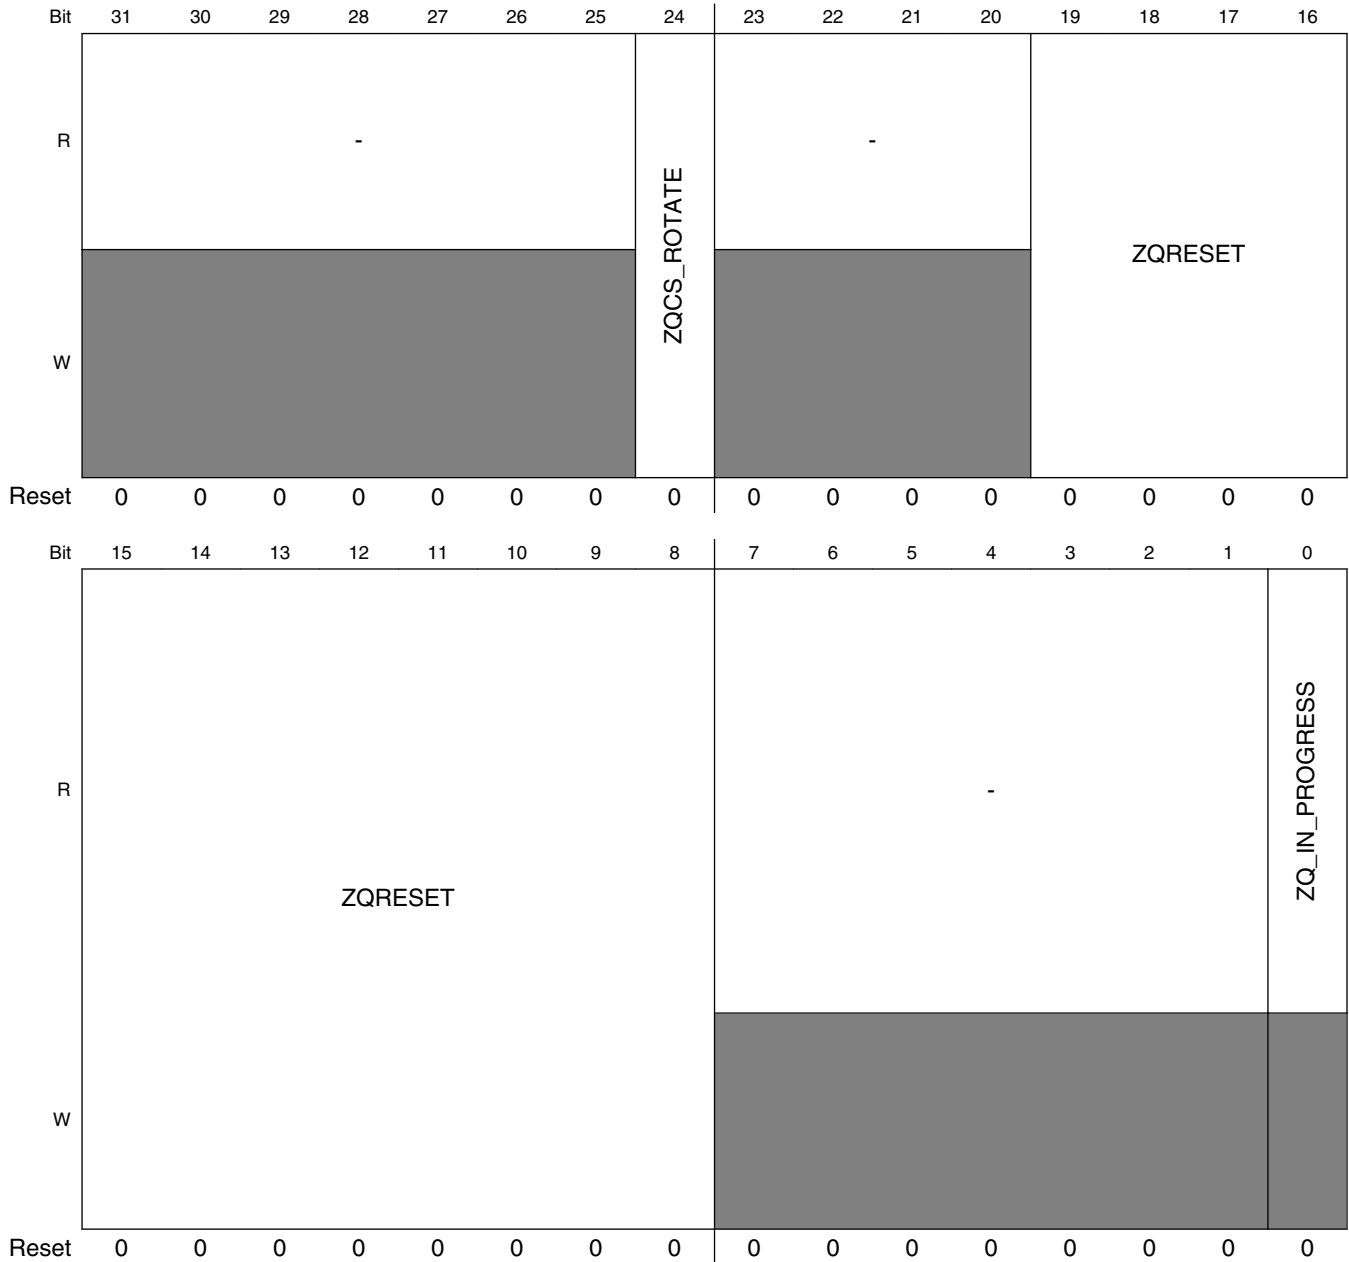 Bit 31 30 29 28 27 26 25 24 23 22 21 20 19 18 17 16
R - ZQCS_ROTATE - ZQRESET
W
Reset 0 0 0 0 0 0 0 0 0 0 0 0 0 0 0 0
Bit 15 14 13 12 11 10 9 8 7 6 5 4 3 2 1 0
R ZQRESET - ZQ_IN_PROGRESS
W
Reset 0 0 0 0 0 0 0 0 0 0 0 0 0 0 0 0